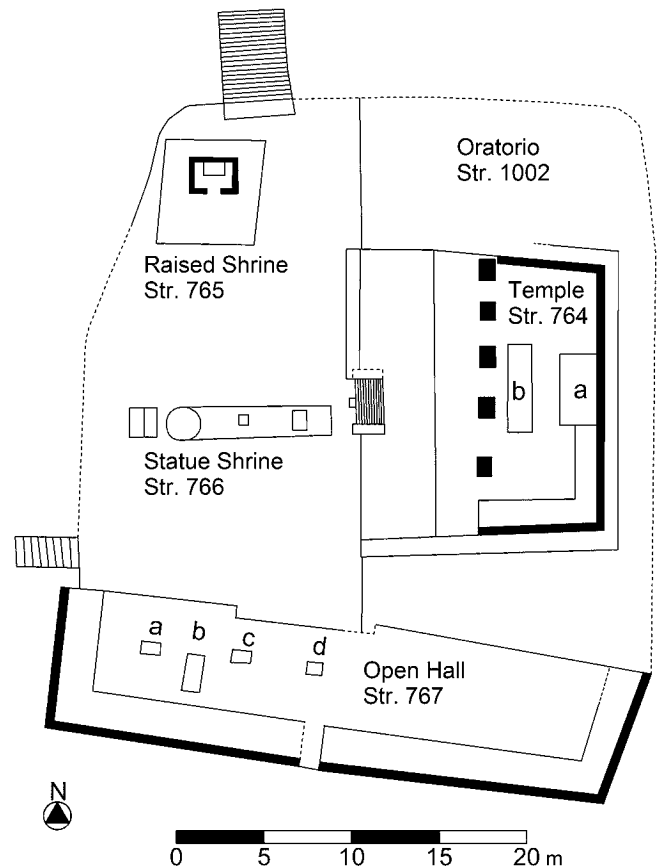 Oratorio
Str. 1002
Raised Shrine
Str. 765
Temple
Str. 764
b
a
Statue Shrine
Str. 766
a
b
c
d
Open Hall
Str. 767
N
0 5 10 15 20 m